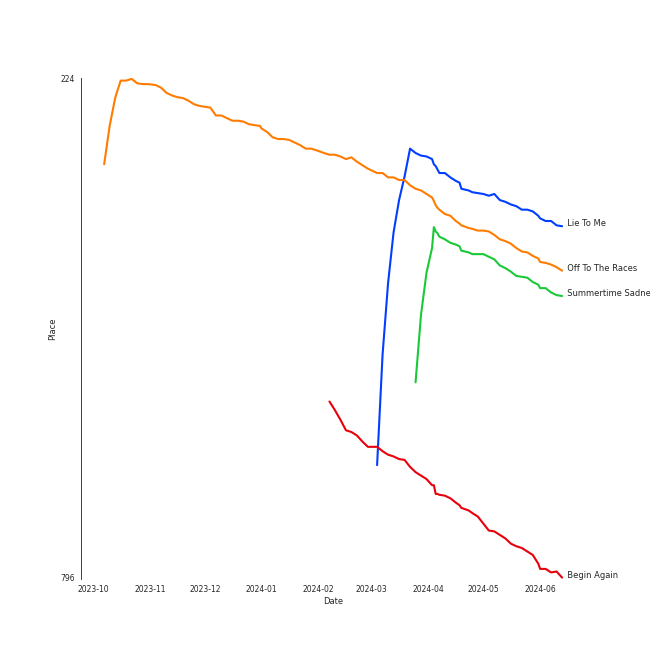 224
Lie To Me
Off To The Races
Summertime Sadne
Place
Begin Again
796
2023-10 2023-11 2023-12 2024-01 2024-02 2024-03 2024-04 2024-05 2024-06
Date